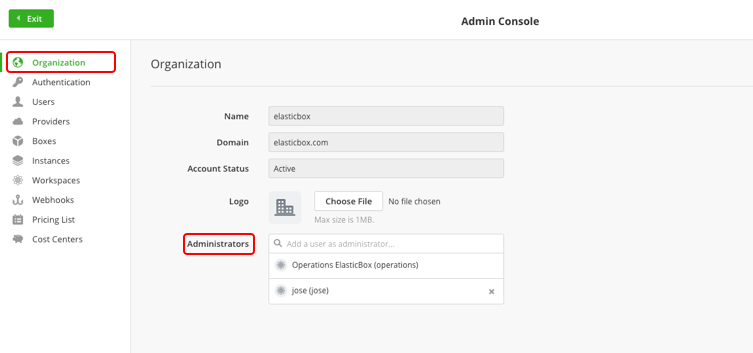 Exit
Admin Console
Organization
Authentication
Users
Providers
Boxes
Instances
Workspaces
Webhooks
Pricing List
Cost Centers
Organization
Name
elasticbox
Domain
elasticbox.com
Account Status
Active
Logo
Choose File
No file chosen
Max size is 1MB.
Administrators
Add a user as administrator...
Operations ElasticBox (operations)
jose (jose)